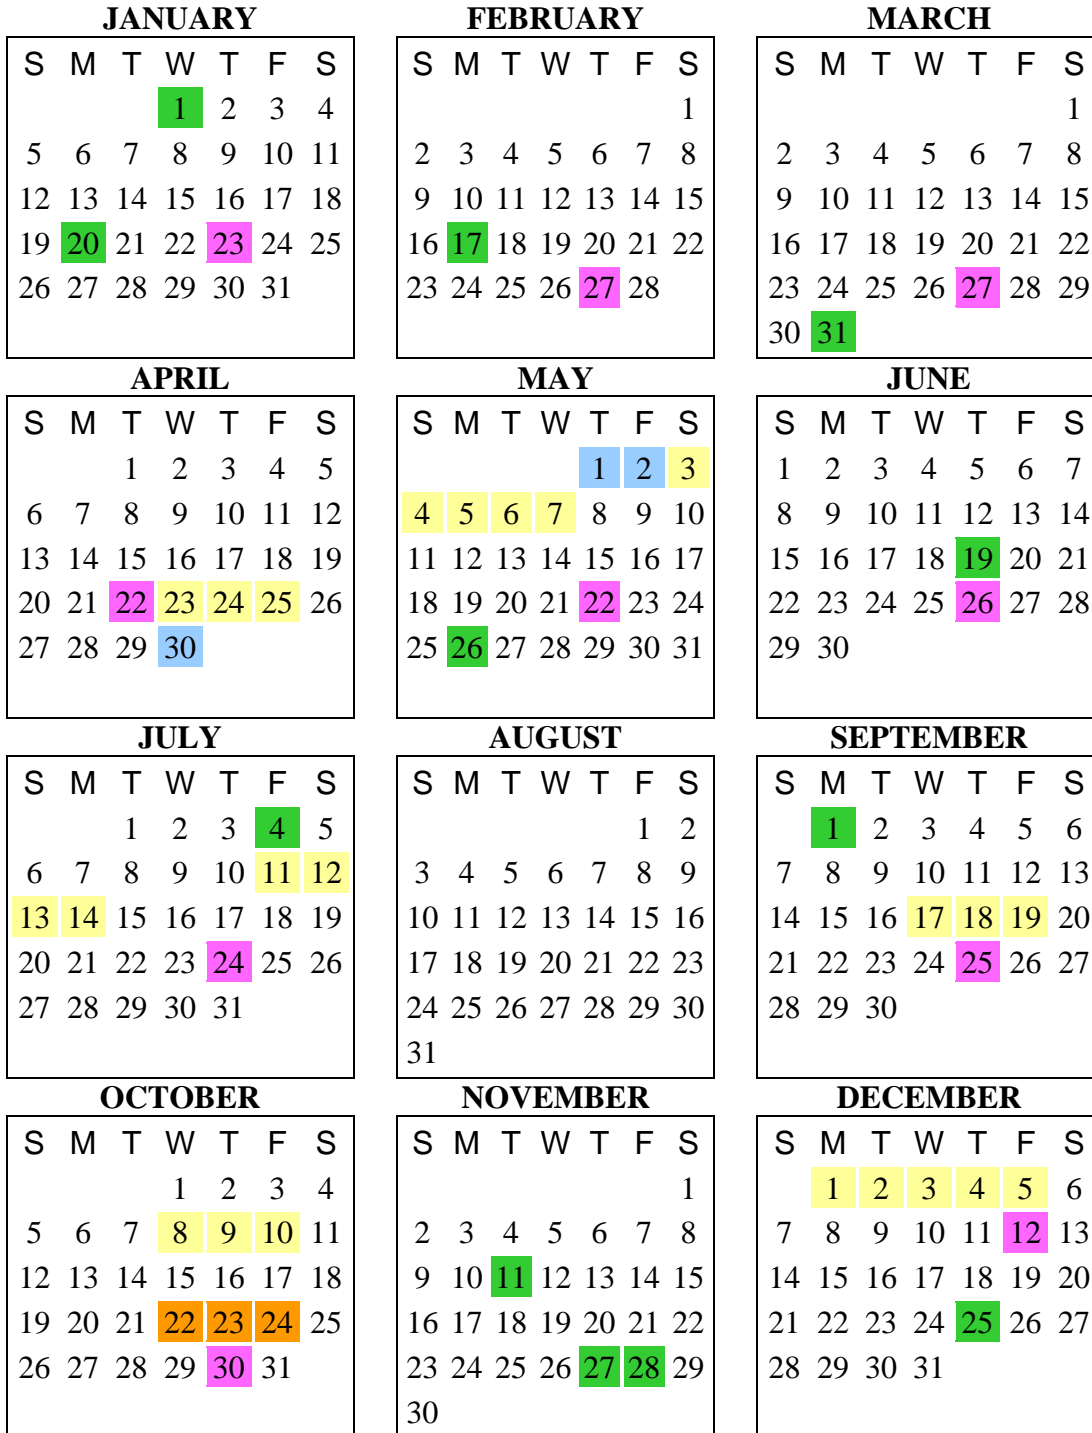 JANUARY
S M T W T F S
1 2 3 4
5 6 7 8 9 10 11
12 13 14 15 16 17 18
19 20 21 22 23 24 25
26 27 28 29 30 31
FEBRUARY
S M T W T F S
1
2 3 4 5 6 7 8
9 10 11 12 13 14 15
16 17 18 19 20 21 22
23 24 25 26 27 28
MARCH
S M T W T F S
1
2 3 4 5 6 7 8
9 10 11 12 13 14 15
16 17 18 19 20 21 22
23 24 25 26 27 28 29
30 31
APRIL
S M T W T F S
1 2 3 4 5
6 7 8 9 10 11 12
13 14 15 16 17 18 19
20 21 22 23 24 25 26
27 28 29 30
MAY
S M T W T F S
1 2 3
4 5 6 7 8 9 10
11 12 13 14 15 16 17
18 19 20 21 22 23 24
25 26 27 28 29 30 31
JUNE
S M T W T F S
1 2 3 4 5 6 7
8 9 10 11 12 13 14
15 16 17 18 19 20 21
22 23 24 25 26 27 28
29 30
JULY
S M T W T F S
1 2 3 4 5
6 7 8 9 10 11 12
13 14 15 16 17 18 19
20 21 22 23 24 25 26
27 28 29 30 31
AUGUST
S M T W T F S
1 2
3 4 5 6 7 8 9
10 11 12 13 14 15 16
17 18 19 20 21 22 23
24 25 26 27 28 29 30
31
SEPTEMBER
S M T W T F S
1 2 3 4 5 6
7 8 9 10 11 12 13
14 15 16 17 18 19 20
21 22 23 24 25 26 27
28 29 30
OCTOBER
S M T W T F S
1 2 3 4
5 6 7 8 9 10 11
12 13 14 15 16 17 18
19 20 21 22 23 24 25
26 27 28 29 30 31
NOVEMBER
S M T W T F S
1
2 3 4 5 6 7 8
9 10 11 12 13 14 15
16 17 18 19 20 21 22
23 24 25 26 27 28 29
30
DECEMBER
S M T W T F S
1 2 3 4 5 6
7 8 9 10 11 12 13
14 15 16 17 18 19 20
21 22 23 24 25 26 27
28 29 30 31